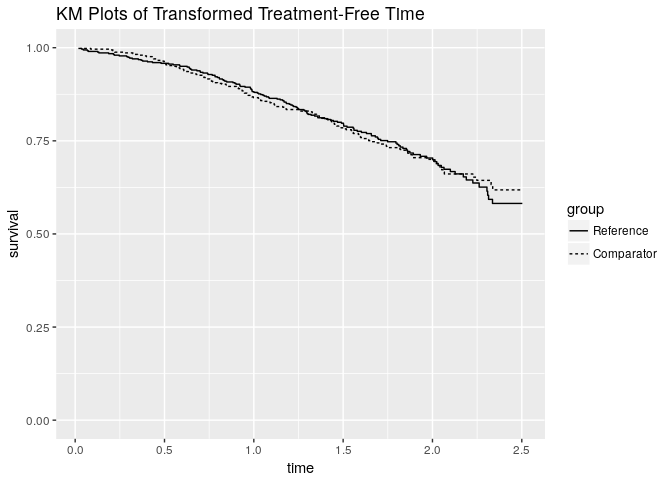 KM Plots of Transformed Treatment-Free TIme
1.00
0.75
0.50
0.25
0.00
survival
0.0 0.5 1.0 1.5 2.0 2.5
time
group
Reference
Comparator